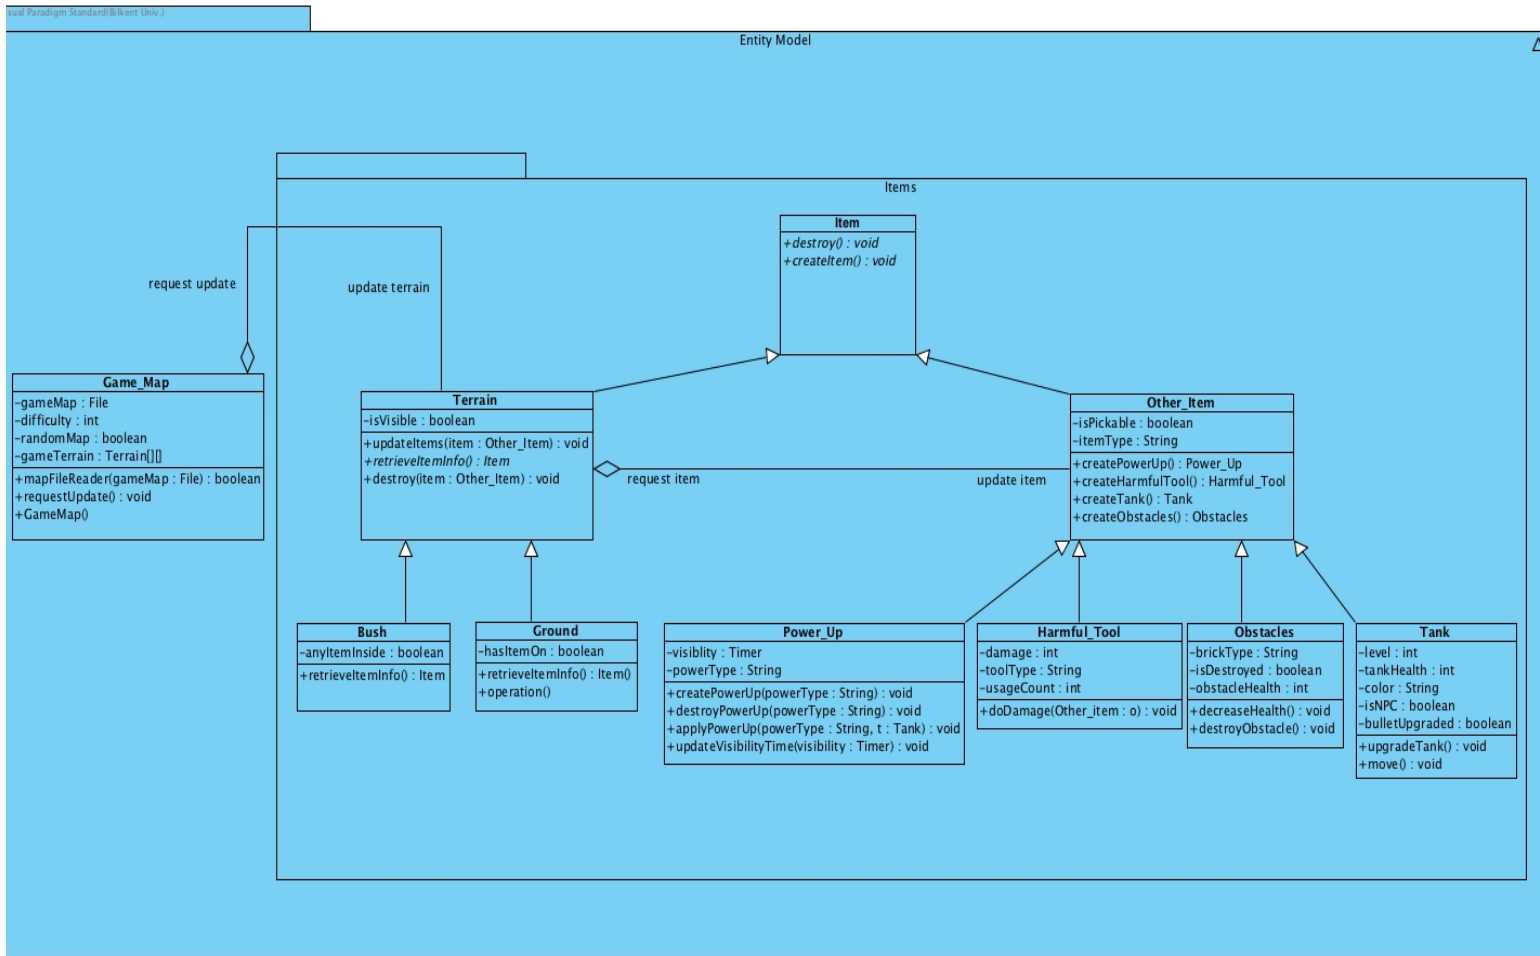 isual Paradigm Standard(Bilkent Univ.)
Entity Model
Items
Item
+destroy() : void
+createItem() : void
request update
update terrain
Game_Map
-gameMap : File
-difficulty : int
-randomMap : boolean
-gameTerrain : Terrain[][]
+mapFileReader(gameMap : File) : boolean
+requestUpdate() : void
+GameMap()
Terrain
-isVisible : boolean
+updateItems(item : Other_Item) : void
+retrieveItemInfo() : Item
+destroy(item : Other_Item) : void
request item
update item
Other_Item
-isPickable : boolean
-itemType : String
+createPowerUp() : Power_Up
+createHarmfulTool() : Harmful_Tool
+createTank() : Tank
+createObstacles() : Obstacles
Bush
-anyItemInside : boolean
+retrieveItemInfo() : Item
Ground
-hasItemOn : boolean
+retrieveItemInfo() : Item()
+operation()
Power_Up
-visiblity : Timer
-powerType : String
+createPowerUp(powerType : String) : void
+destroyPowerUp(powerType : String) : void
+applyPowerUp(powerType : String, t : Tank) : void
+updateVisibilityTime(visibility : Timer) : void
Harmful_Tool
-damage : int
-toolType : String
-usageCount : int
+doDamage(Other_item : o) : void
Obstacles
-brickType : String
-isDestroyed : boolean
-obstacleHealth : int
+decreaseHealth() : void
+destroyObstacle() : void
Tank
-level : int
-tankHealth : int
-color : String
-isNPC : boolean
-bulletUpgraded : boolean
+upgradeTank() : void
+move() : void